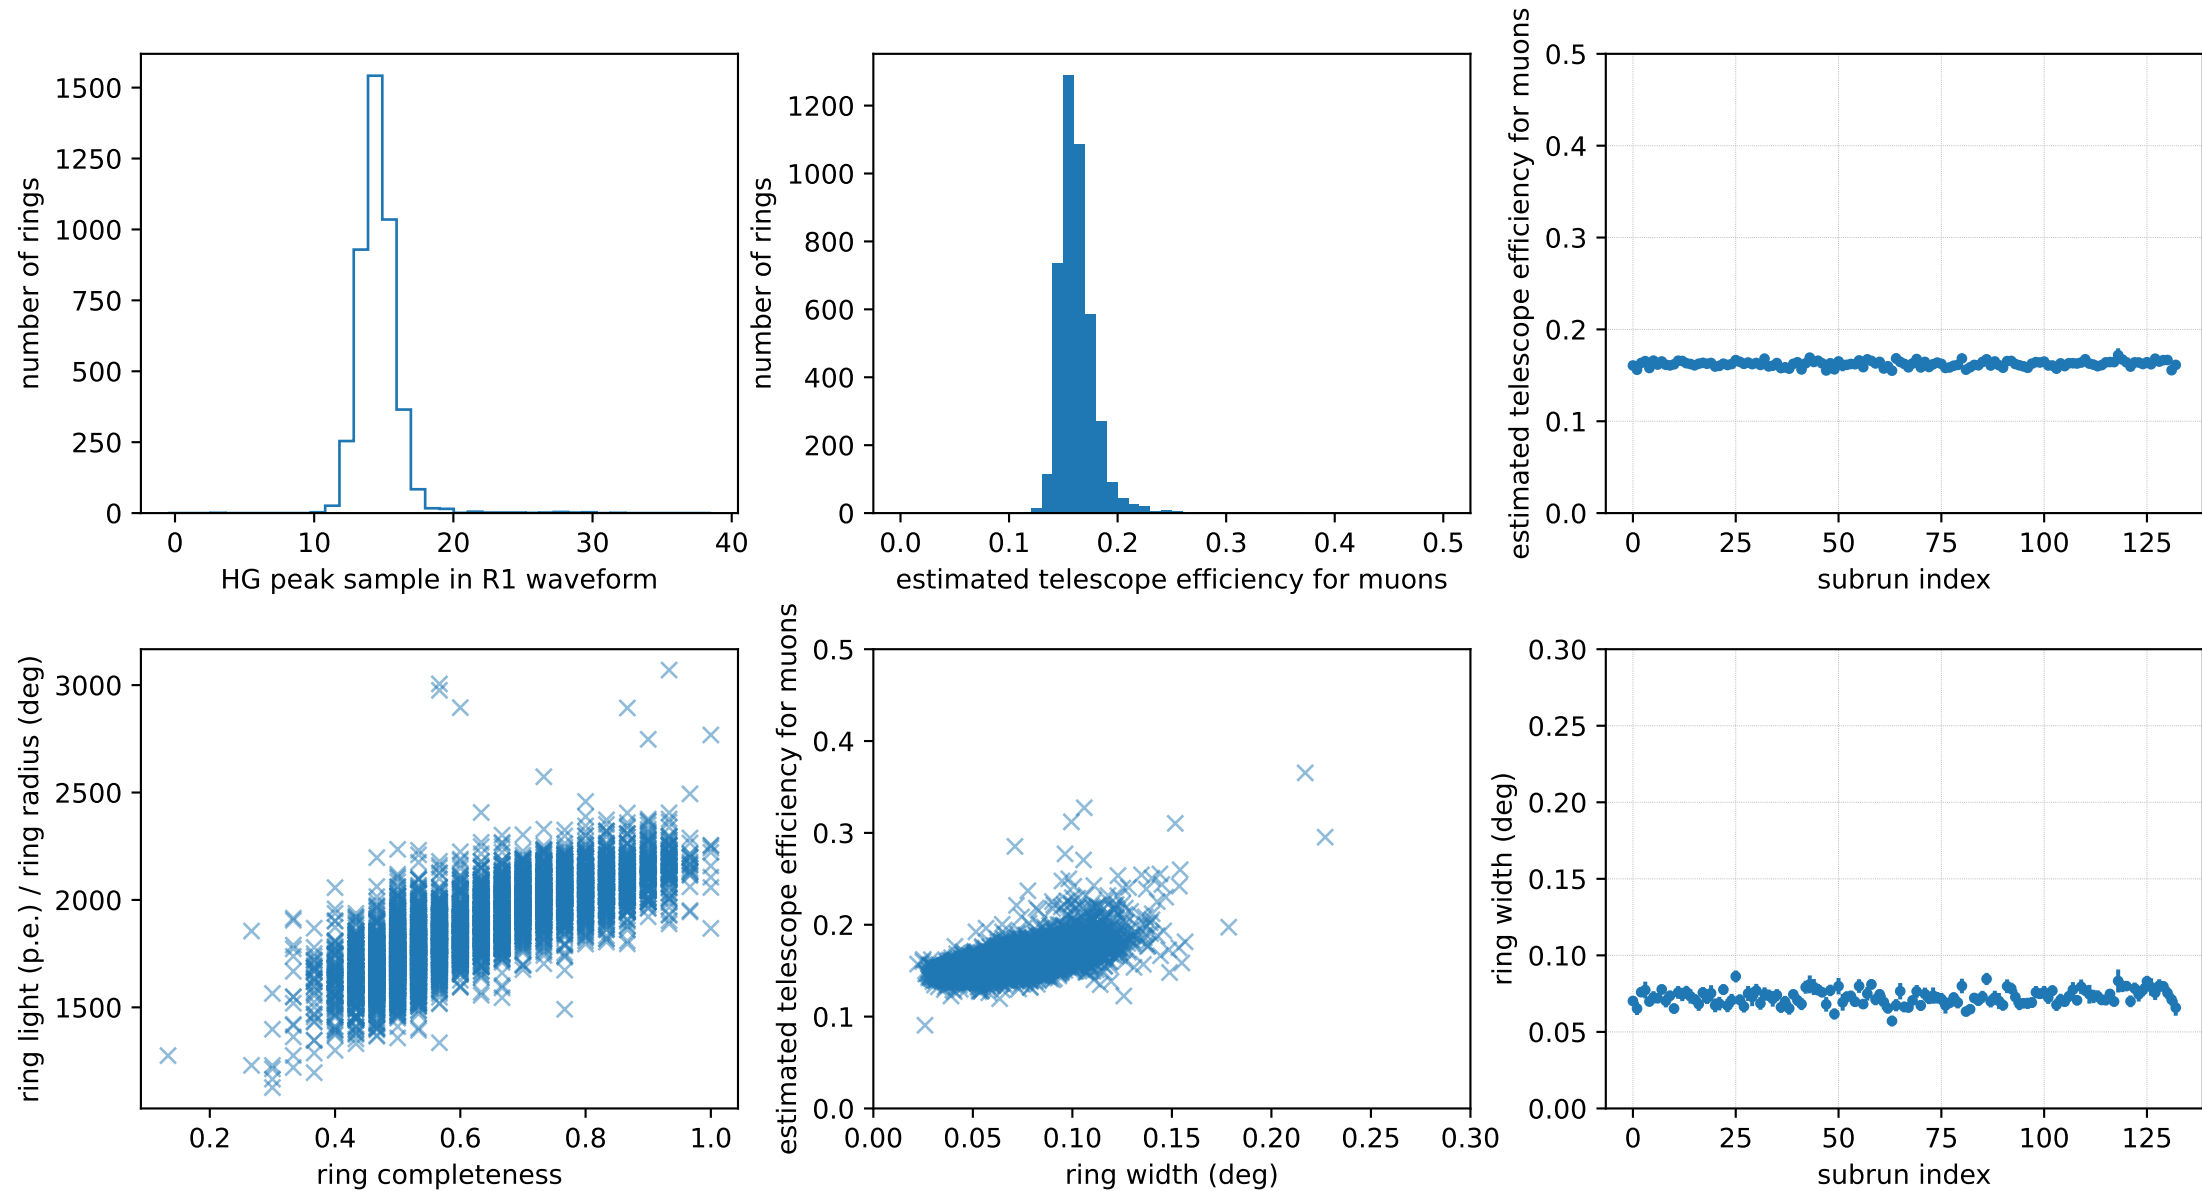 number of rings
1500
1250
1000
750
500
250
0
0 10 20 30 40
HG peak sample in R1 waveform
number of rings
1200
1000
800
600
400
200
0
0.0 0.1 0.2 0.3 0.4 0.5
estimated telescope efficiency for muons
estimated telescope efficiency for muons
0.5
0.4
0.3
0.2
0.1
0.0
0 25 50 75 100 125
subrun index
ring light (p.e.) / ring radius (deg)
3000
2500
2000
1500
0.2 0.4 0.6 0.8 1.0
ring completeness
estimated telescope efficiency for muons
0.5
0.4
0.3
0.2
0.1
0.0
0.00 0.05 0.10 0.15 0.20 0.25 0.30
ring width (deg)
ring width (deg)
0.30
0.25
0.20
0.15
0.10
0.05
0.00
0 25 50 75 100 125
subrun index